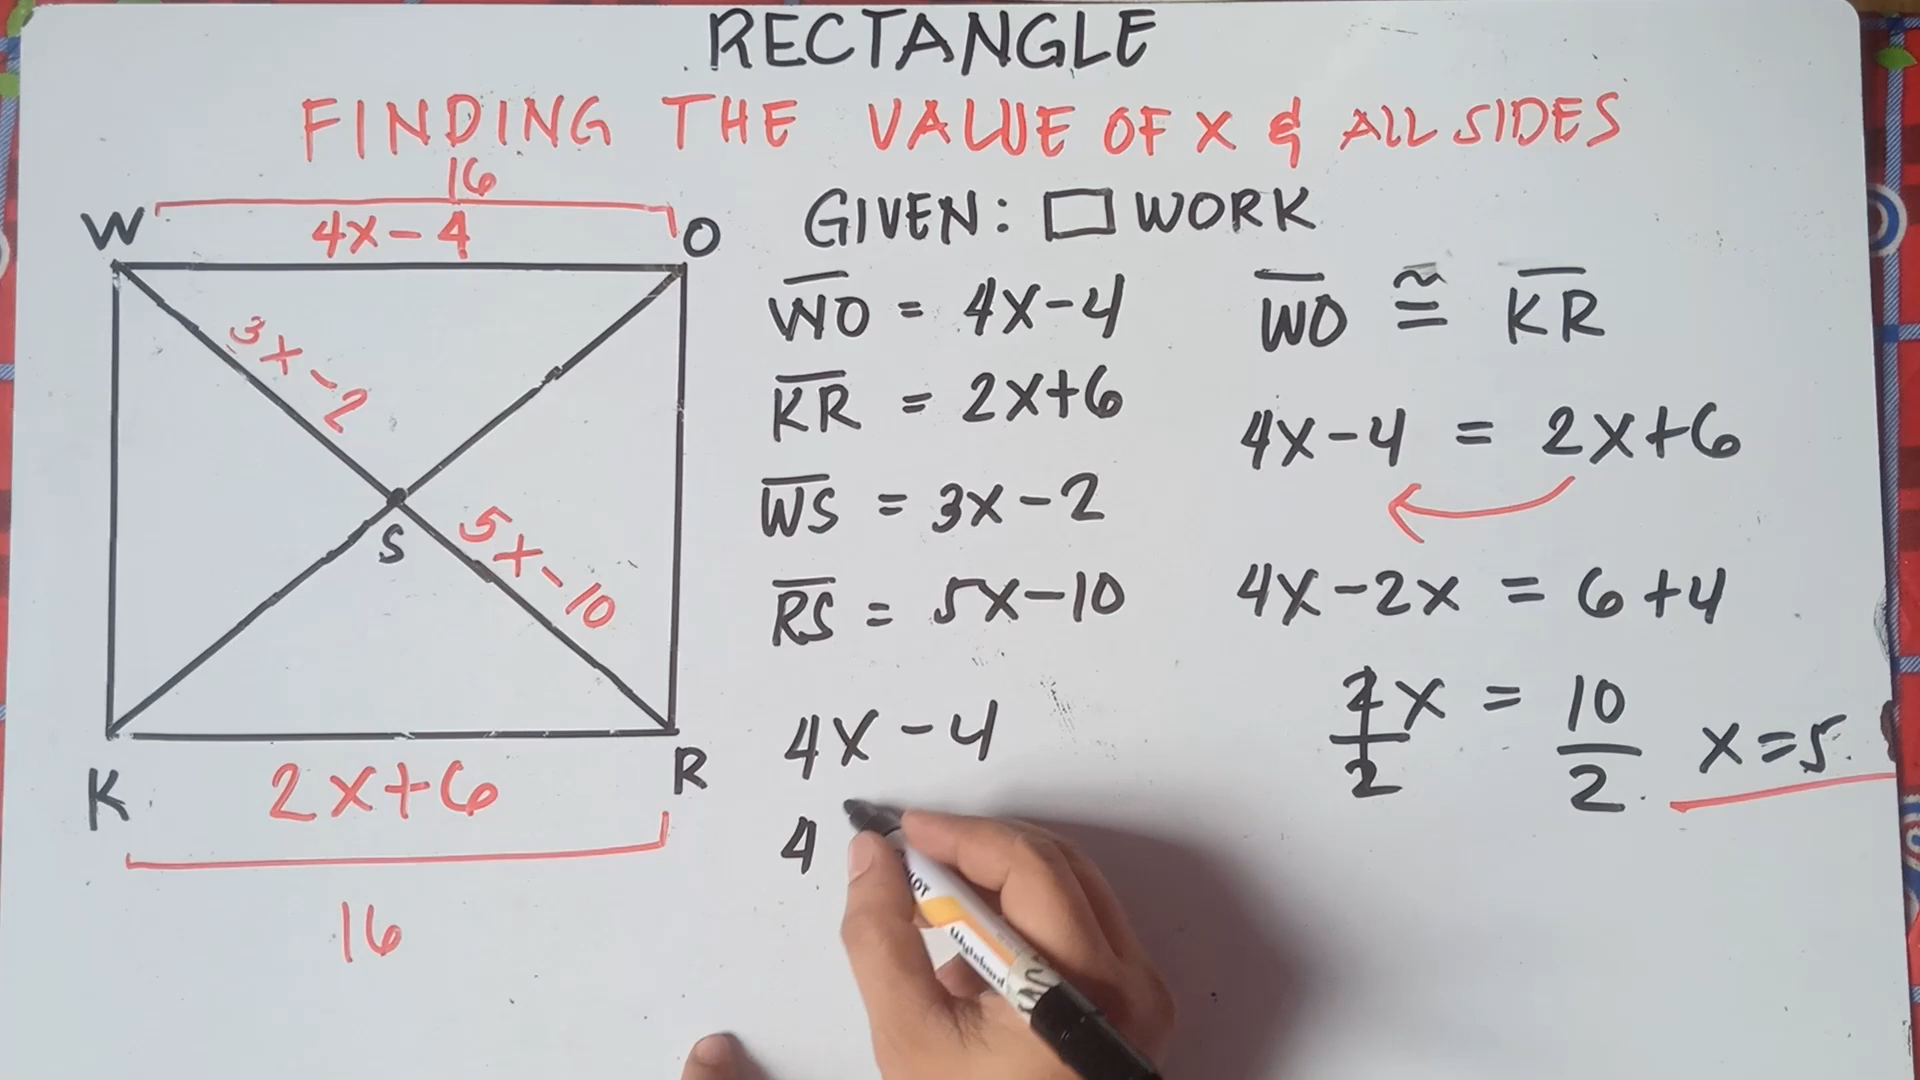 RECTANGLE
FINDING THE VALUE OF X & ALL SIDES
16
W 4X-4 O
3X-2
S
5X-10
K 2X+6 R
16
GIVEN: □ WORK
WO = 4X-4
KR = 2X+6
WS = 3X-2
RS = 5X-10
4X-4
4
WO ≅ KR
4X-4 = 2X+6
4X-2X = 6+4
2X = 10
2 2
X=5
PILOT
Wytebord